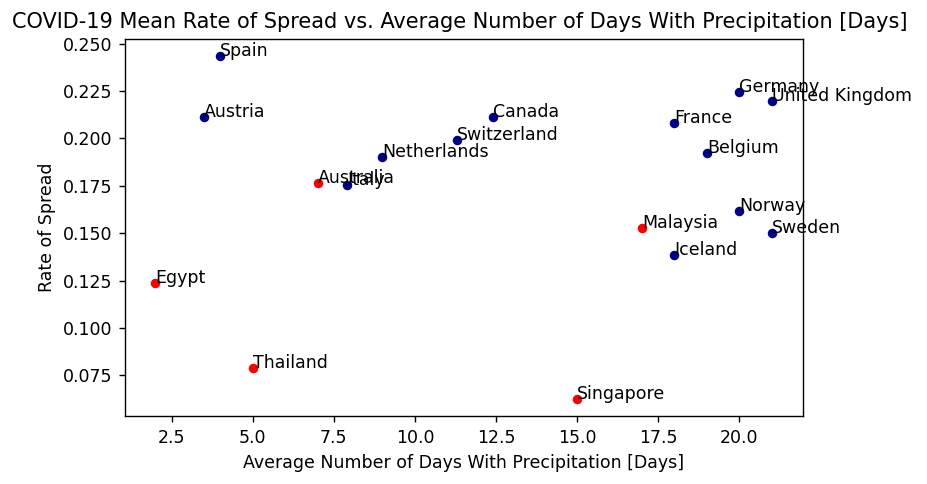 COVID-19 Mean Rate of Spread vs. Average Number of Days With Precipitation [Days]
0.250
0.225
0.200
0.175
0.150
0.125
0.100
0.075
Rate of Spread
Spain
Germany
United Kingdom
Austria
Canada
France
Switzerland
Belgium
Netherlands
Australia
Italy
Norway
Malaysia
Sweden
Iceland
Egypt
Thailand
Singapore
2.5 5.0 7.5 10.0 12.5 15.0 17.5 20.0
Average Number of Days With Precipitation [Days]